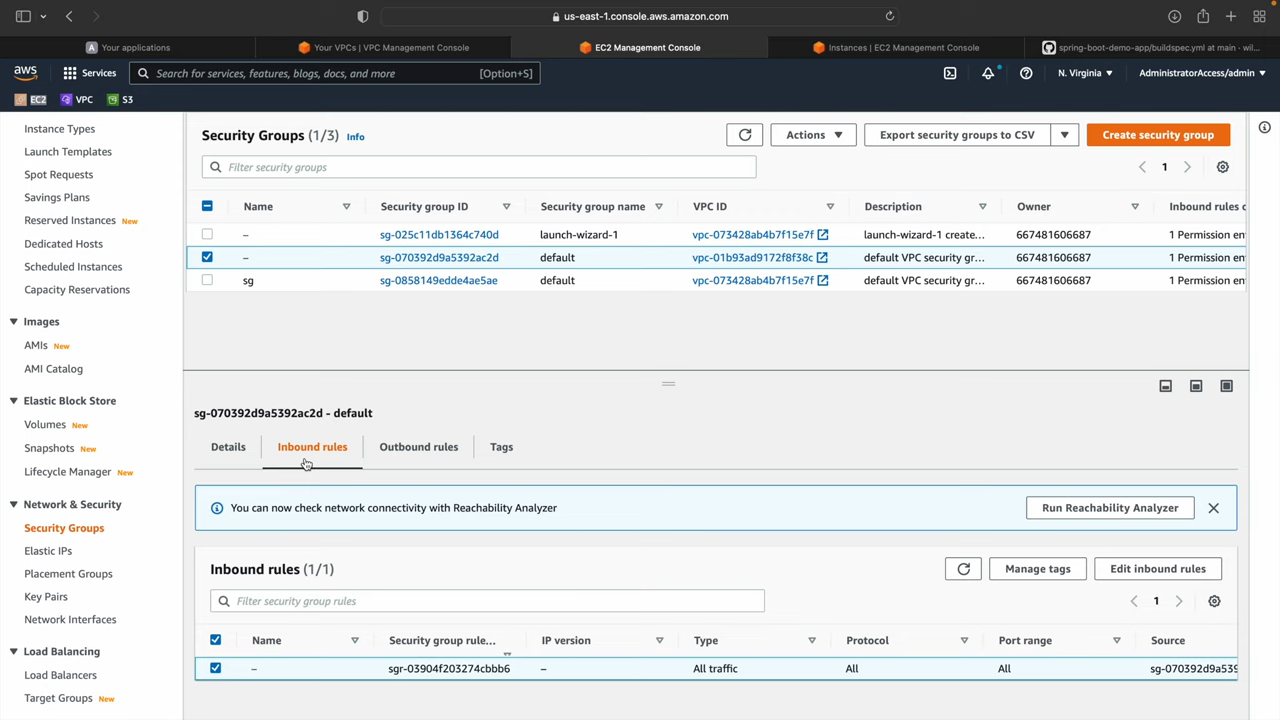 us-east-1.console.aws.amazon.com
Your applications
Your VPCs | VPC Management Console
EC2 Management Console
Instances | EC2 Management Console
spring-boot-demo-app/buildspec.yml at main · wil...
aws
Services
Search for services, features, blogs, docs, and more
[Option+S]
N. Virginia
AdministratorAccess/admin
EC2
VPC
S3
Instance Types
Launch Templates
Spot Requests
Savings Plans
Reserved Instances New
Dedicated Hosts
Scheduled Instances
Capacity Reservations
Images
AMIs New
AMI Catalog
Elastic Block Store
Volumes New
Snapshots New
Lifecycle Manager New
Network & Security
Security Groups
Elastic IPs
Placement Groups
Key Pairs
Network Interfaces
Load Balancing
Load Balancers
Target Groups New
Security Groups (1/3) Info
Actions
Export security groups to CSV
Create security group
Filter security groups
1
Name Security group ID Security group name VPC ID Description Owner Inbound rules c
– sg-025c11db1364c740d launch-wizard-1 vpc-073428ab4b7f15e7f launch-wizard-1 create... 667481606687 1 Permission en
– sg-070392d9a5392ac2d default vpc-01b93ad9172f8f38c default VPC security gr... 667481606687 1 Permission en
sg sg-0858149edde4ae5ae default vpc-073428ab4b7f15e7f default VPC security gr... 667481606687 1 Permission en
sg-070392d9a5392ac2d - default
Details
Inbound rules
Outbound rules
Tags
You can now check network connectivity with Reachability Analyzer
Run Reachability Analyzer
Inbound rules (1/1)
Manage tags
Edit inbound rules
Filter security group rules
1
Name Security group rule... IP version Type Protocol Port range Source
– sgr-03904f203274cbbb6 – All traffic All All sg-070392d9a539